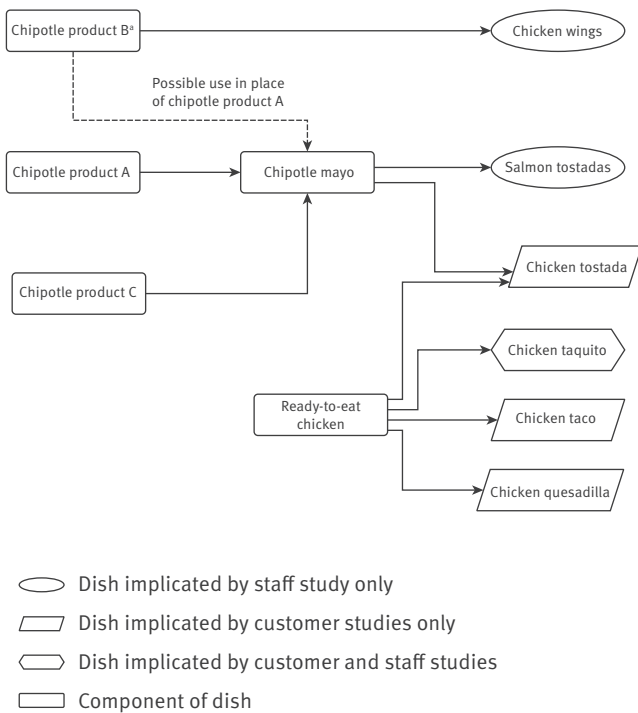 Chipotle product Bᵃ
Chicken wings
Possible use in place
of chipotle product A
Chipotle product A
Chipotle mayo
Salmon tostadas
Chicken tostada
Chipotle product C
Chicken taquito
Ready-to-eat
chicken
Chicken taco
Chicken quesadilla
Dish implicated by staff study only
Dish implicated by customer studies only
Dish implicated by customer and staff studies
Component of dish